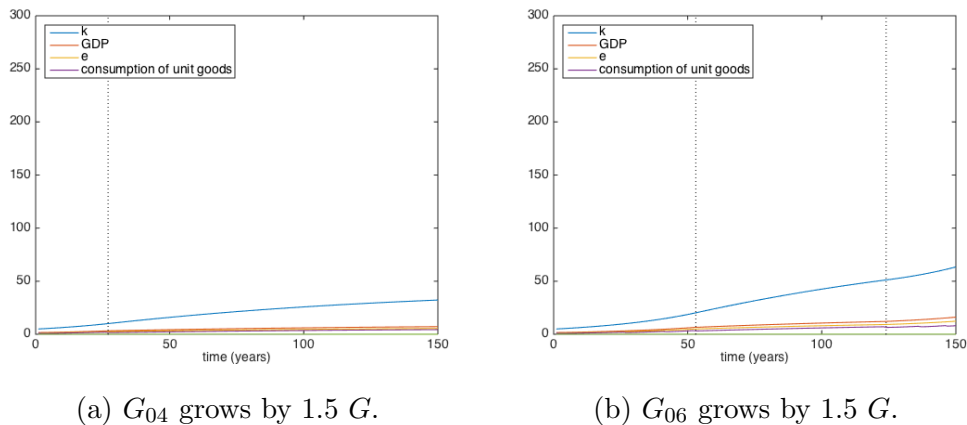 300
250
200
150
100
50
0
k
GDP
e
consumption of unit goods
0 50 100 150
time (years)
(a) G04 grows by 1.5 G.
300
250
200
150
100
50
0
k
GDP
e
consumption of unit goods
0 50 100 150
time (years)
(b) G06 grows by 1.5 G.